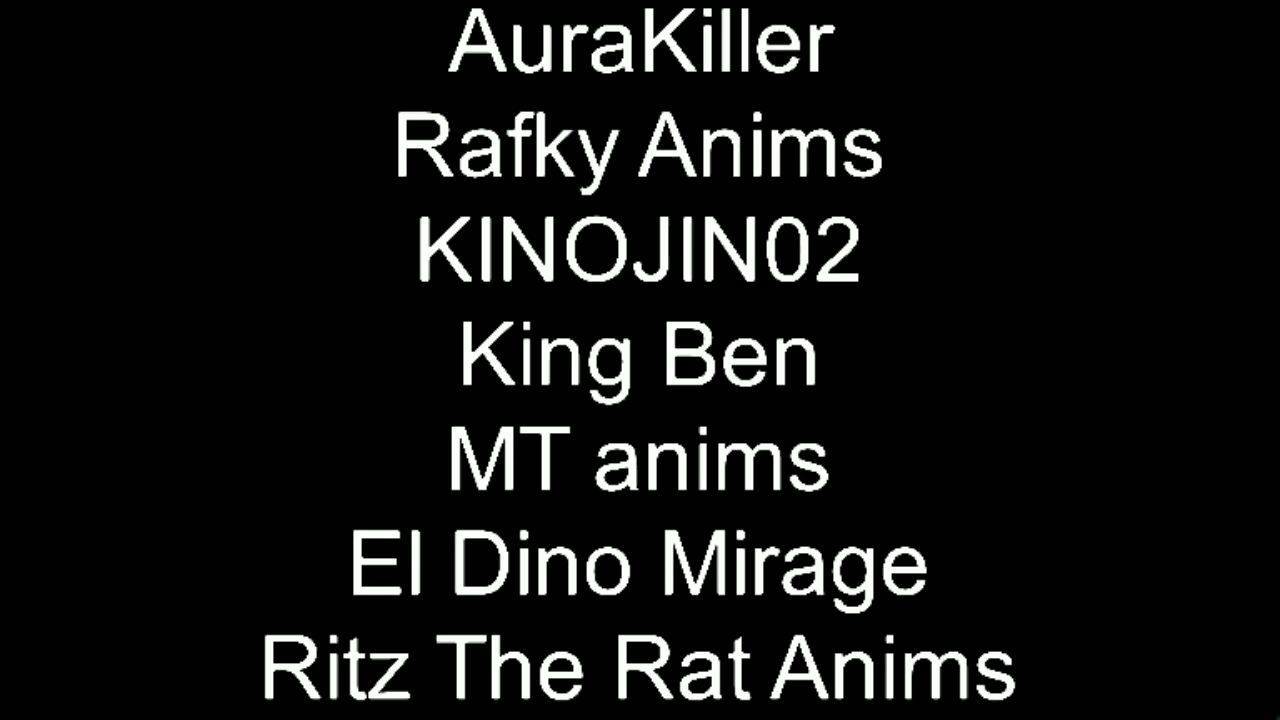 AuraKiller
Rafky Anims
KINOJIN02
King Ben
MT anims
El Dino Mirage
Ritz The Rat Anims